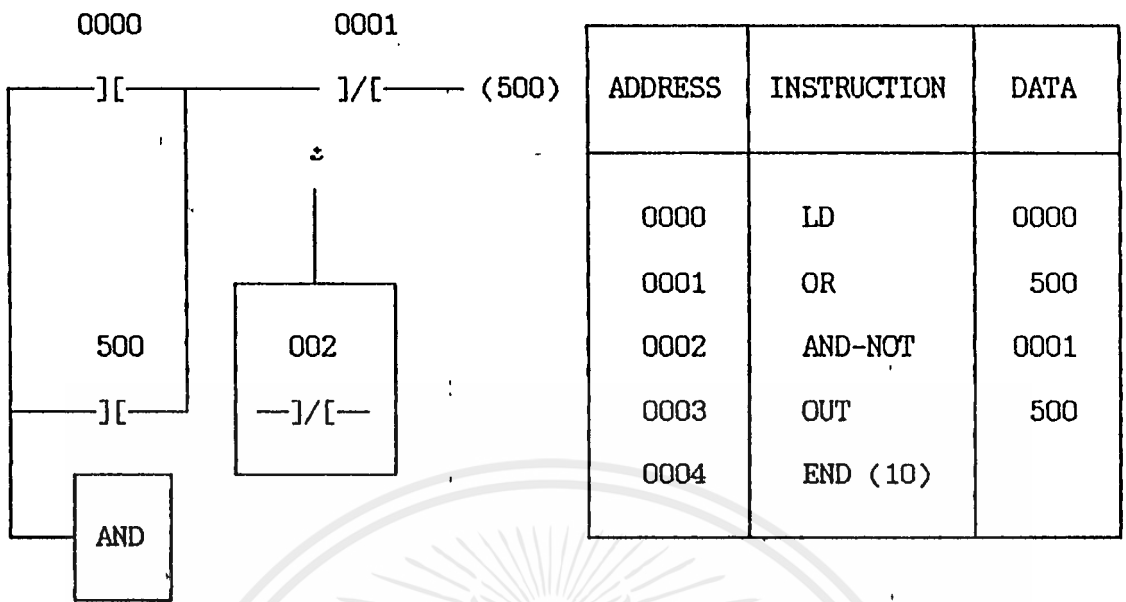 0000 0001
—][— —]/[— (500)
500 002
—][— —]/[—
AND
ADDRESS INSTRUCTION DATA
0000 LD 0000
0001 OR 500
0002 AND-NOT 0001
0003 OUT 500
0004 END (10)